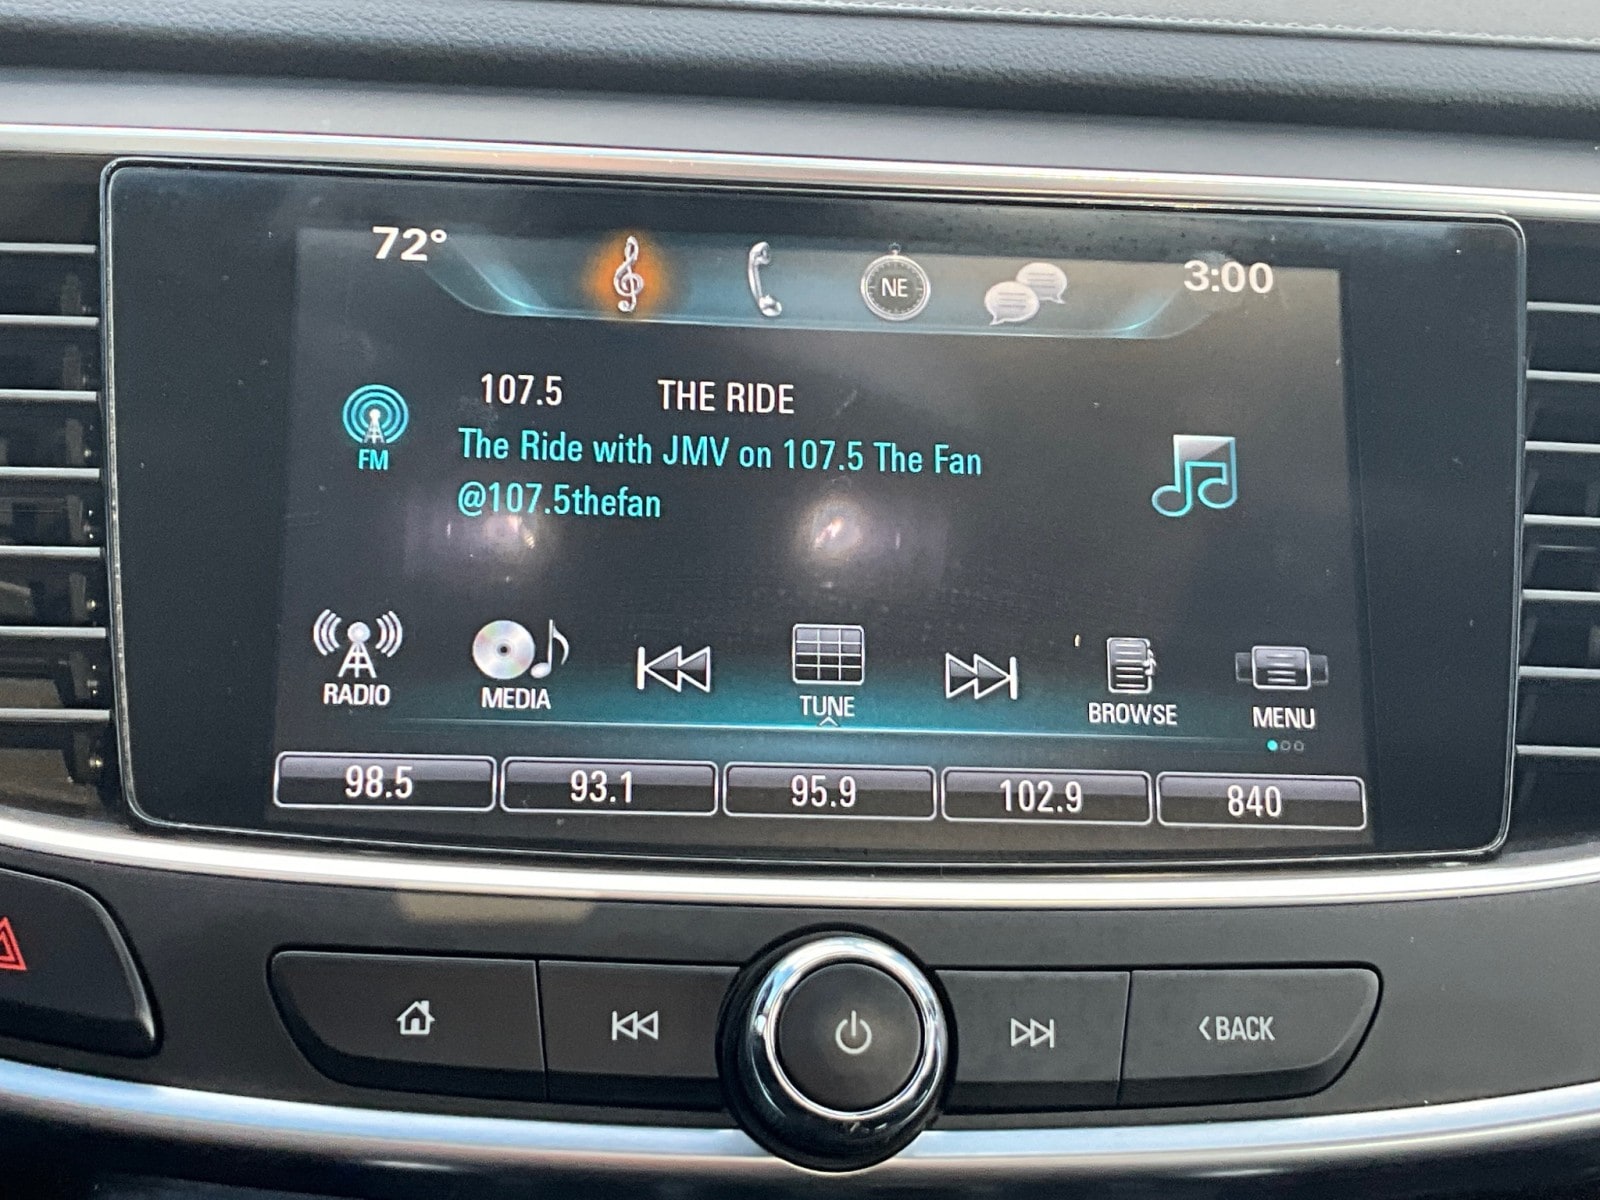 72° NE 3:00
107.5 THE RIDE
FM
The Ride with JMV on 107.5 The Fan
@107.5thefan
RADIO MEDIA TUNE BROWSE MENU
98.5 93.1 95.9 102.9 840
BACK